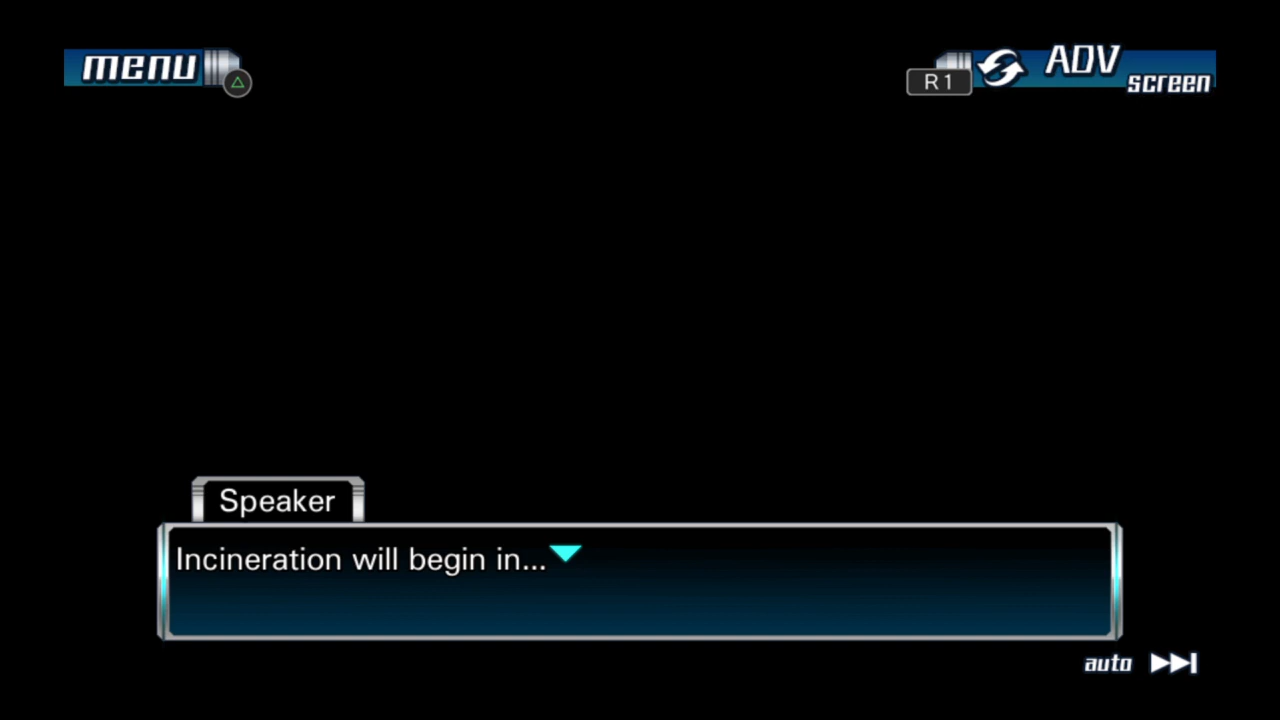 menu
R1
ADV
screen
Speaker
Incineration will begin in...
auto